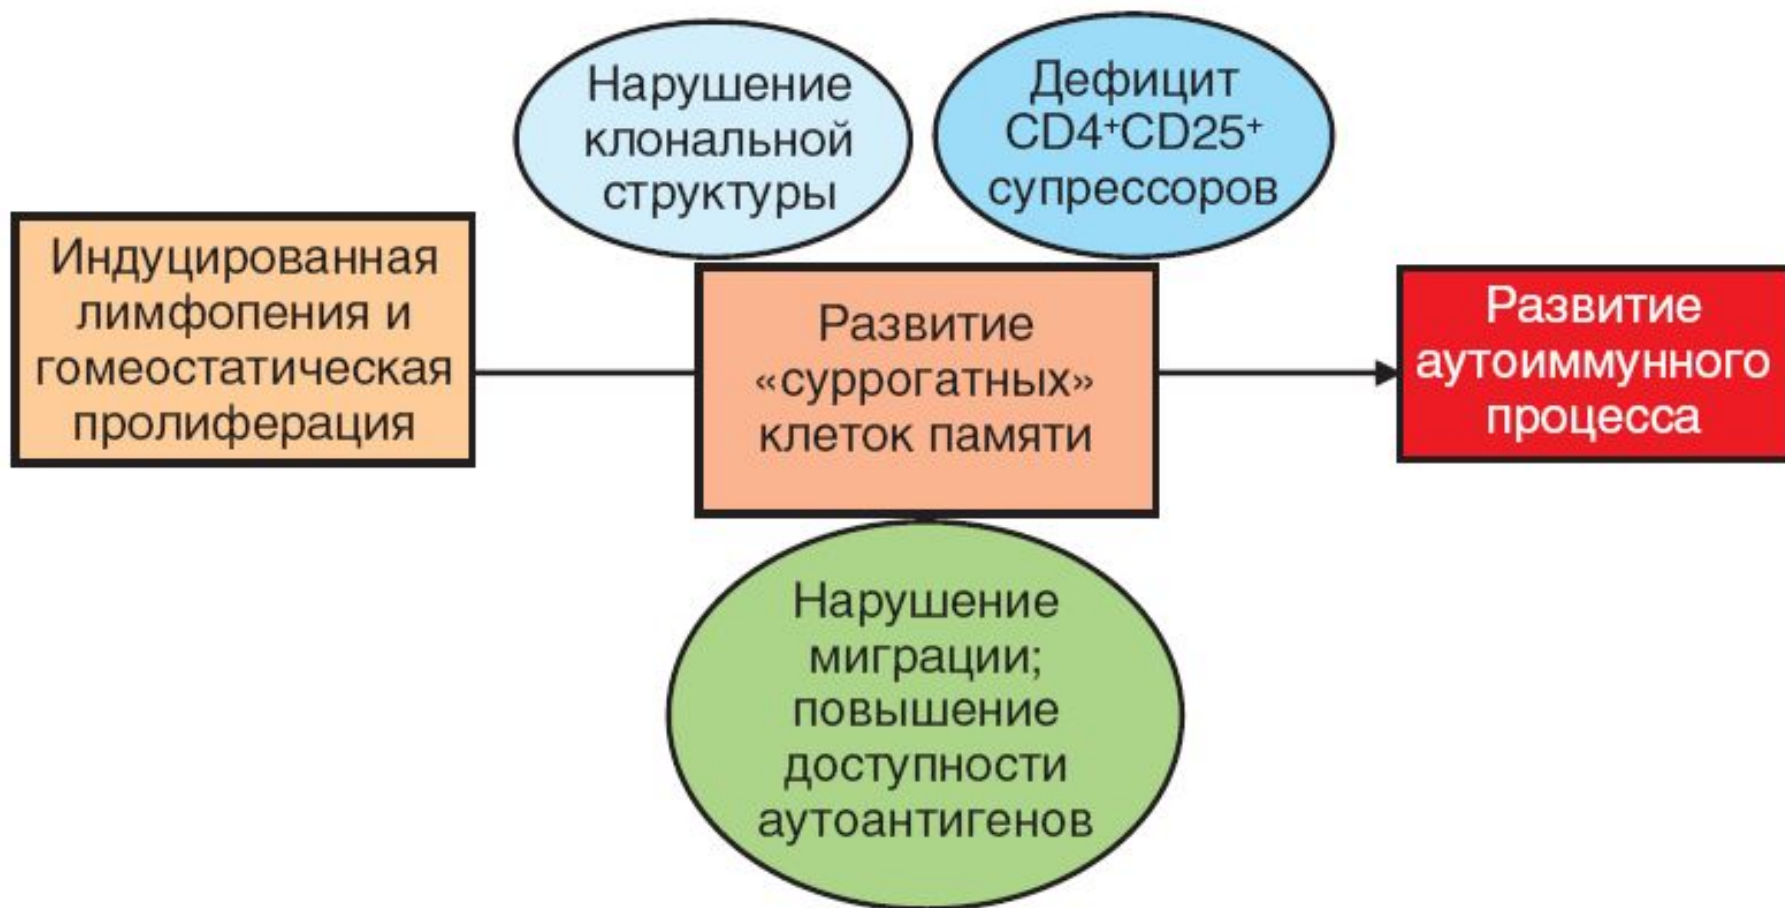 Нарушение
клональной
структуры
Дефицит
CD4⁺CD25⁺
супрессоров
Индуцированная
лимфопения и
гомеостатическая
пролиферация
Развитие
«суррогатных»
клеток памяти
Развитие
аутоиммунного
процесса
Нарушение
миграции;
повышение
доступности
аутоантигенов